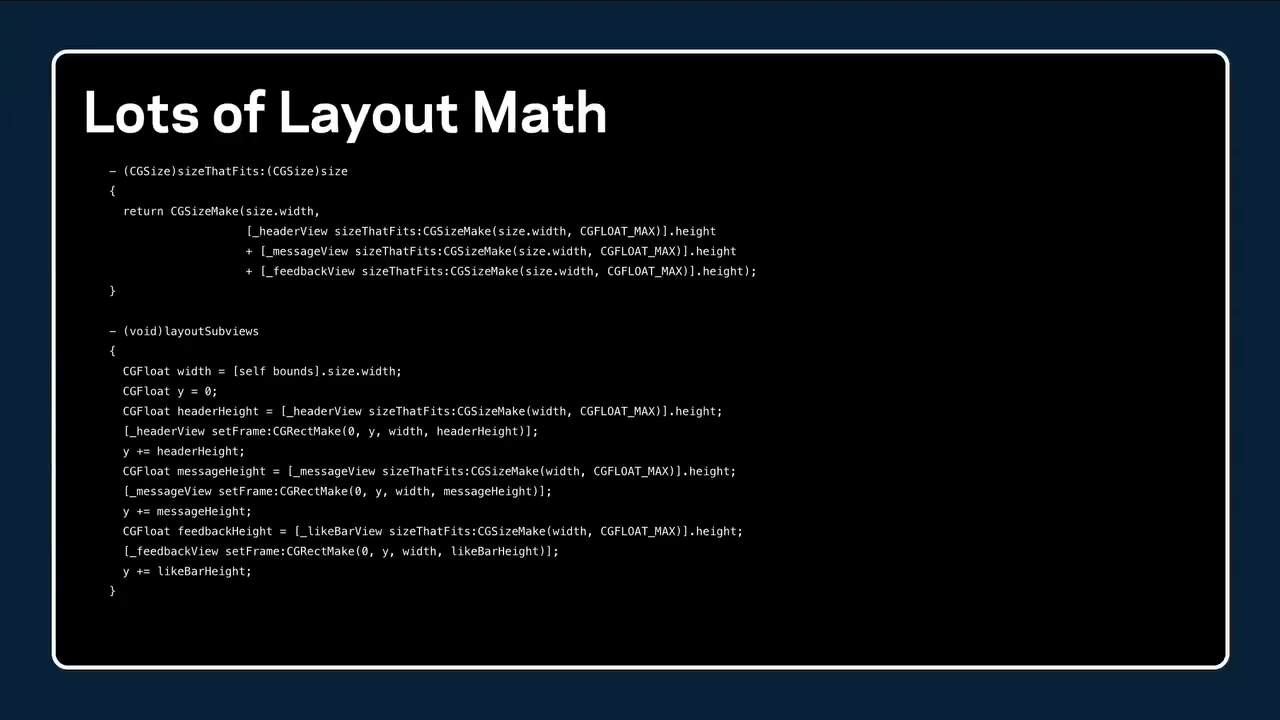 Lots of Layout Math
– (CGSize)sizeThatFits:(CGSize)size
{
  return CGSizeMake(size.width,
                    [_headerView sizeThatFits:CGSizeMake(size.width, CGFLOAT_MAX)].height
                    + [_messageView sizeThatFits:CGSizeMake(size.width, CGFLOAT_MAX)].height
                    + [_feedbackView sizeThatFits:CGSizeMake(size.width, CGFLOAT_MAX)].height);
}
– (void)layoutSubviews
{
  CGFloat width = [self bounds].size.width;
  CGFloat y = 0;
  CGFloat headerHeight = [_headerView sizeThatFits:CGSizeMake(width, CGFLOAT_MAX)].height;
  [_headerView setFrame:CGRectMake(0, y, width, headerHeight)];
  y += headerHeight;
  CGFloat messageHeight = [_messageView sizeThatFits:CGSizeMake(width, CGFLOAT_MAX)].height;
  [_messageView setFrame:CGRectMake(0, y, width, messageHeight)];
  y += messageHeight;
  CGFloat feedbackHeight = [_likeBarView sizeThatFits:CGSizeMake(width, CGFLOAT_MAX)].height;
  [_feedbackView setFrame:CGRectMake(0, y, width, likeBarHeight)];
  y += likeBarHeight;
}